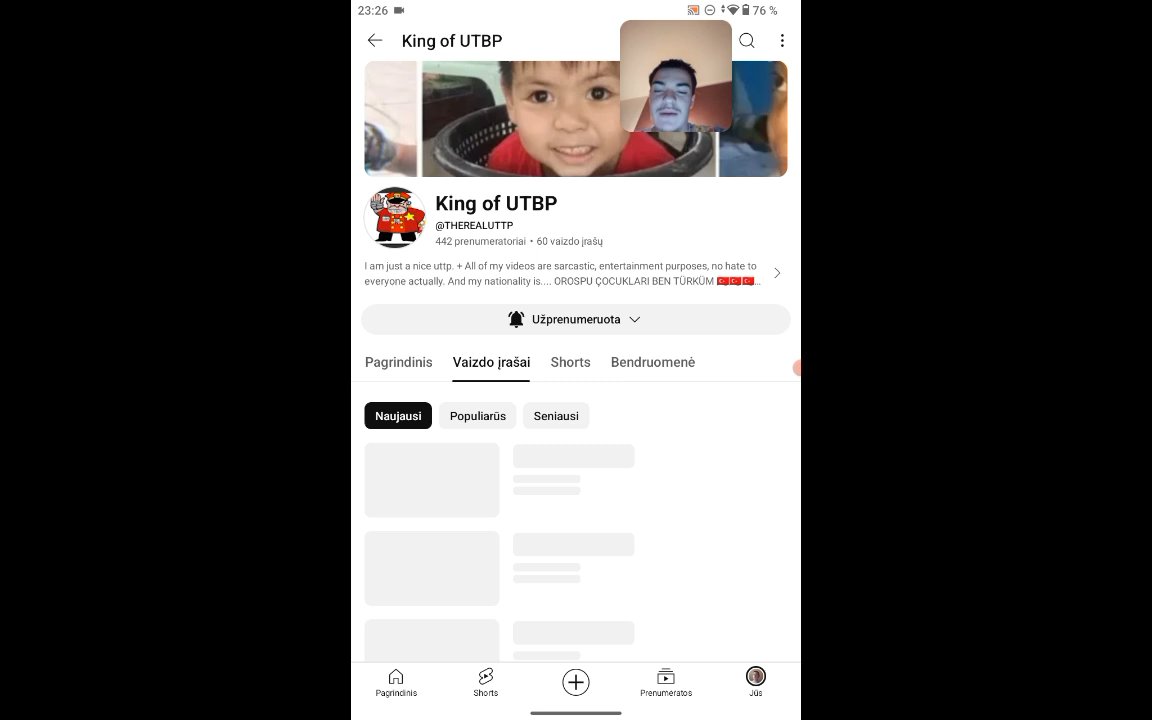 23:26
76 %
King of UTBP
King of UTBP
@THEREALUTTP
442 prenumeratoriai • 60 vaizdo įrašų
I am just a nice uttp. + All of my videos are sarcastic, entertainment purposes, no hate to
everyone actually. And my nationality is.... OROSPU ÇOCUKLARI BEN TÜRKÜM 🇹🇷🇹🇷🇹🇷...
Užprenumeruota
Pagrindinis Vaizdo įrašai Shorts Bendruomenė
Naujausi Populiarūs Seniausi
Pagrindinis Shorts Prenumeratos Jūs